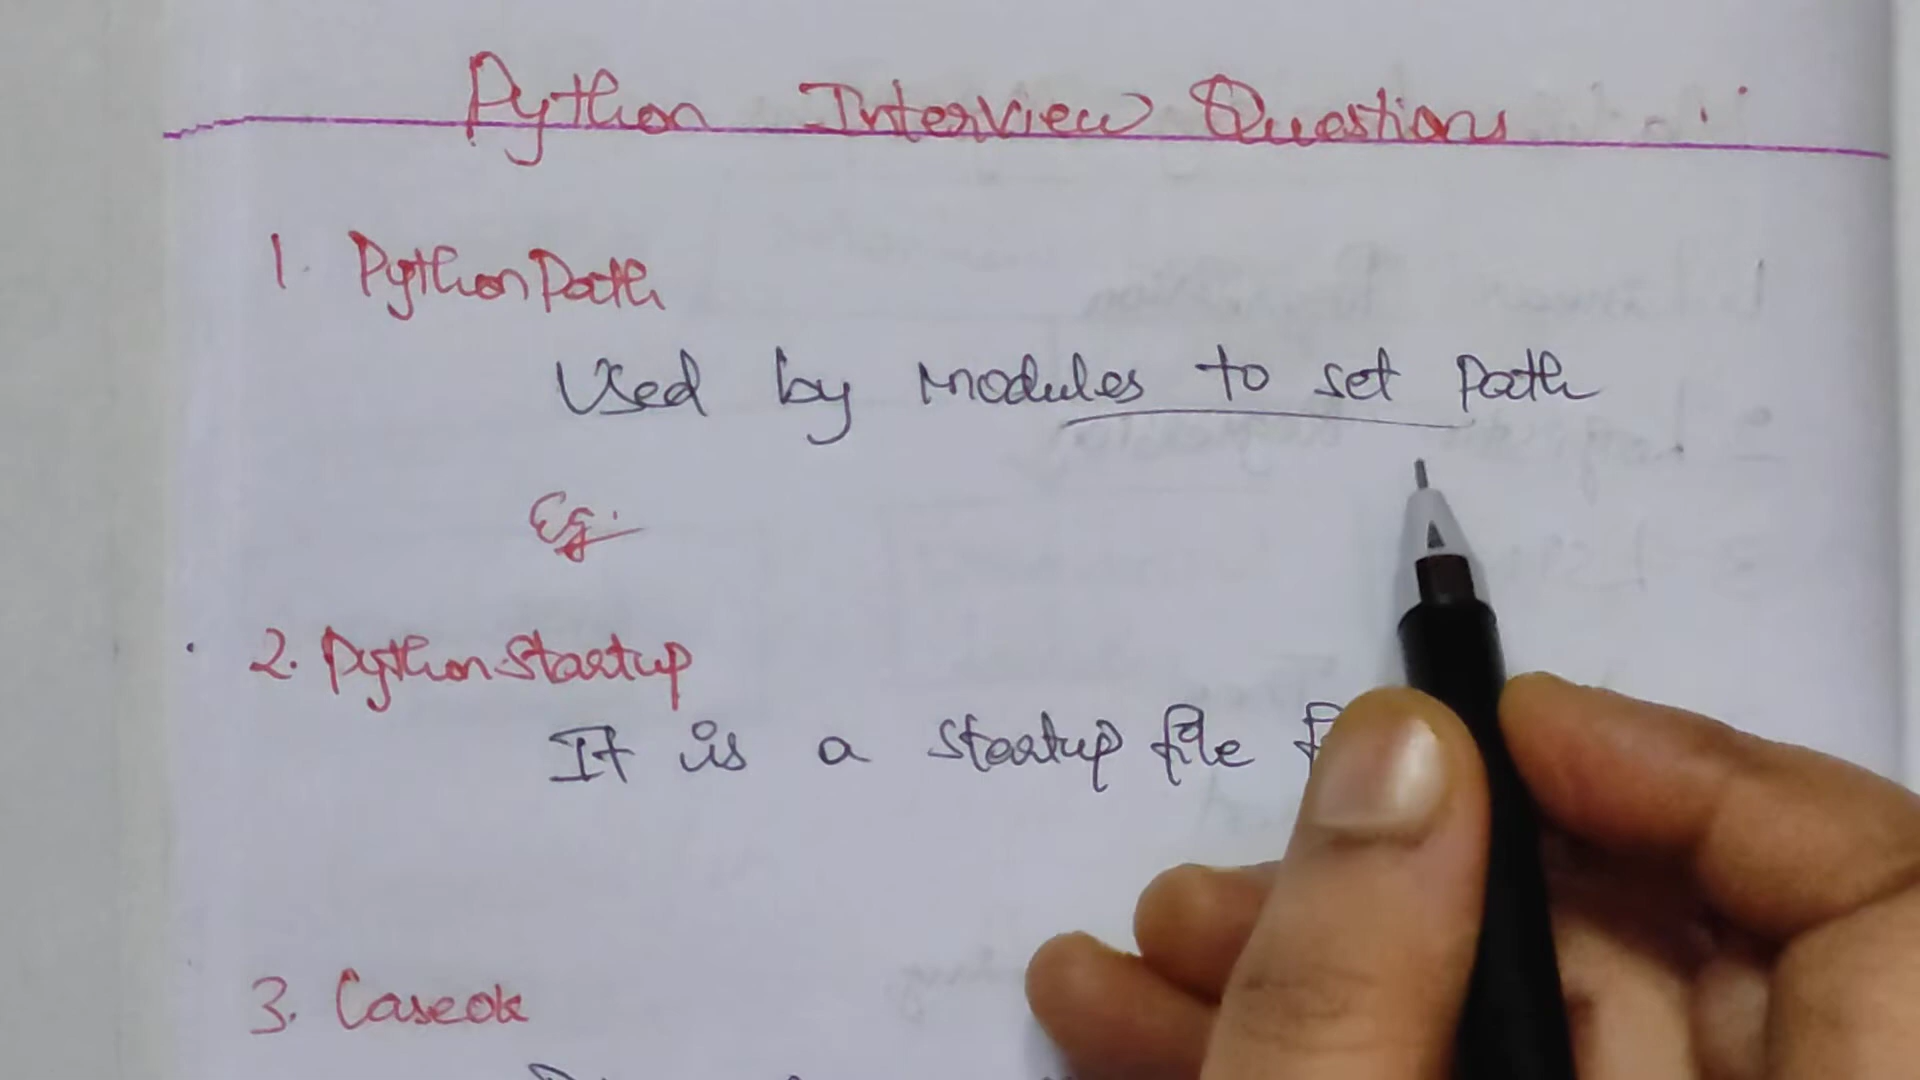 Python Interview Questions
1. PythonPath
Used by modules to set path
Eg:
2. PythonStartup
It is a startup file
3. Caseok